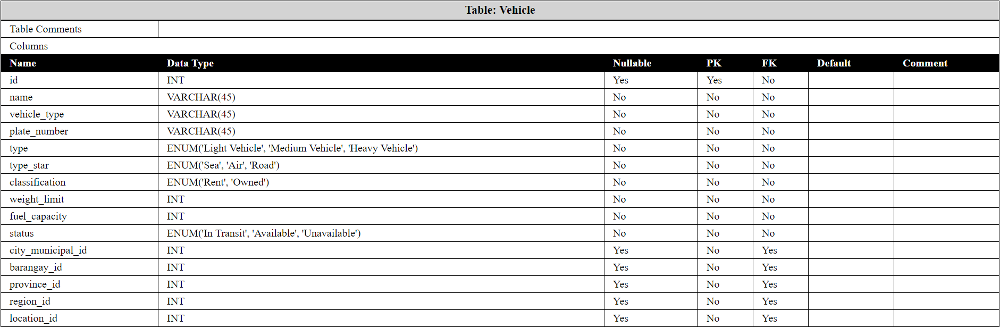 Table: Vehicle
Table Comments
Columns
Name Data Type Nullable PK FK Default Comment
id INT Yes Yes No
name VARCHAR(45) No No No
vehicle_type VARCHAR(45) No No No
plate_number VARCHAR(45) No No No
type ENUM('Light Vehicle', 'Medium Vehicle', 'Heavy Vehicle') No No No
type_star ENUM('Sea', 'Air', 'Road') No No No
classification ENUM('Rent', 'Owned') No No No
weight_limit INT No No No
fuel_capacity INT No No No
status ENUM('In Transit', 'Available', 'Unavailable') No No No
city_municipal_id INT Yes No Yes
barangay_id INT Yes No Yes
province_id INT Yes No Yes
region_id INT Yes No Yes
location_id INT Yes No Yes